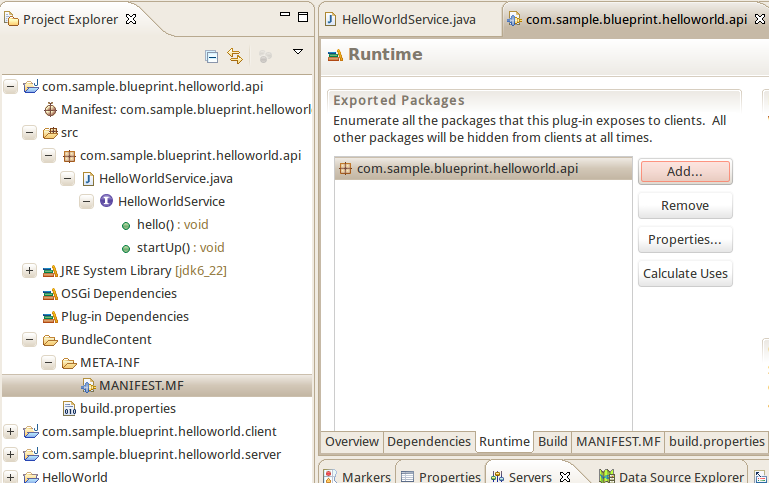 Project Explorer
com.sample.blueprint.helloworld.api
Manifest: com.sample.blueprint.helloworl
src
com.sample.blueprint.helloworld.api
HelloWorldService.java
HelloWorldService
hello() : void
startUp() : void
JRE System Library [jdk6_22]
OSGi Dependencies
Plug-in Dependencies
BundleContent
META-INF
MANIFEST.MF
build.properties
com.sample.blueprint.helloworld.client
com.sample.blueprint.helloworld.server
HelloWorld
HelloWorldService.java
com.sample.blueprint.helloworld.api
Runtime
Exported Packages
Enumerate all the packages that this plug-in exposes to clients. All
other packages will be hidden from clients at all times.
com.sample.blueprint.helloworld.api
Add...
Remove
Properties...
Calculate Uses
Overview Dependencies Runtime Build MANIFEST.MF build.properties
Markers Properties Servers Data Source Explorer